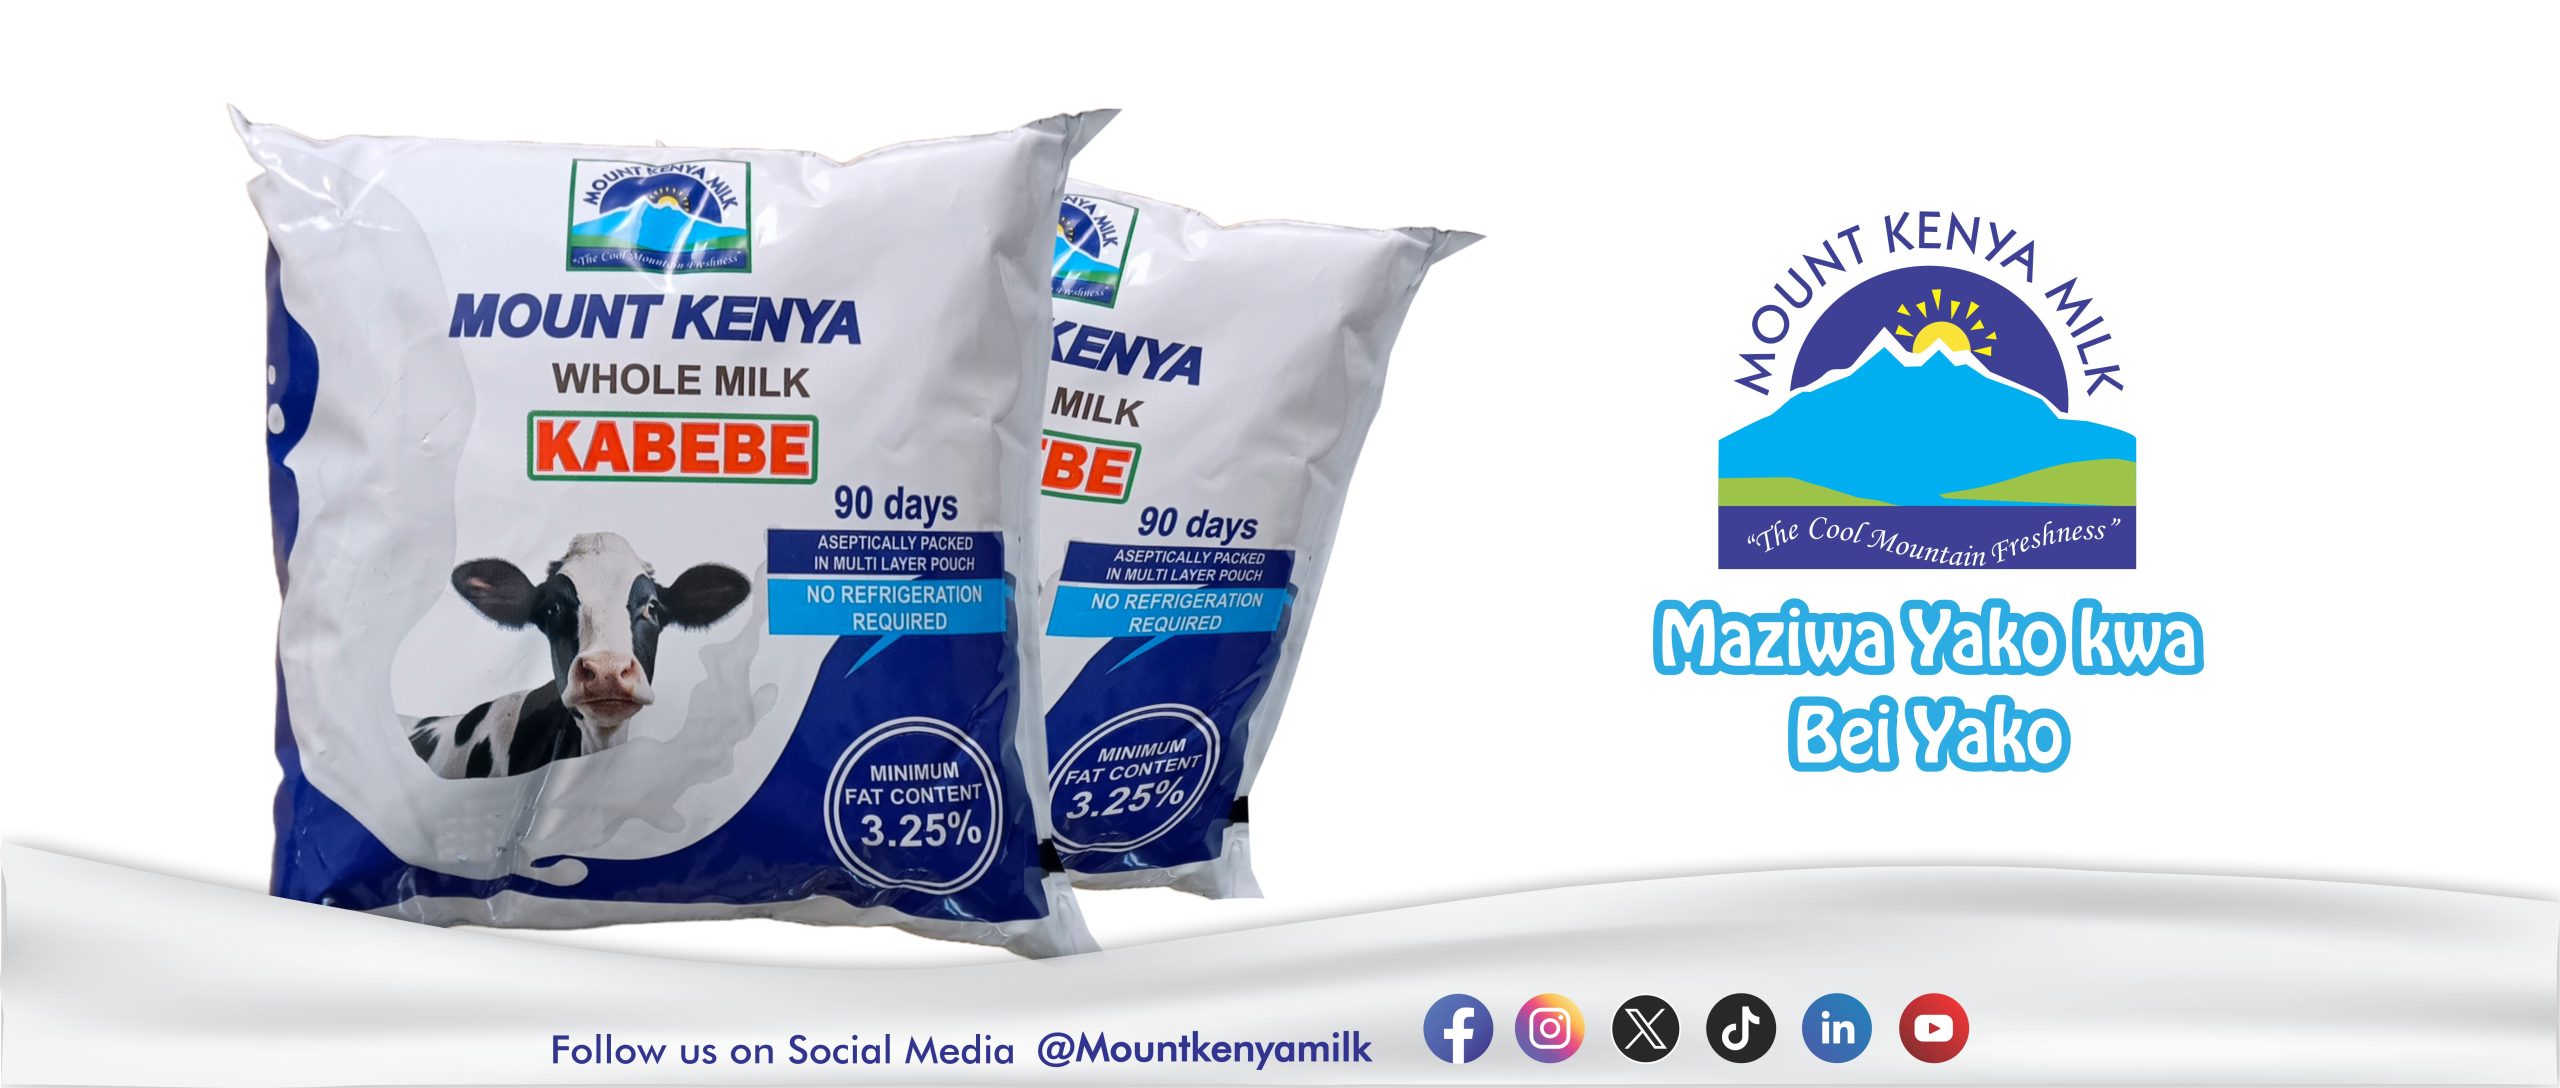 MOUNT KENYA MILK
"The Cool Mountain Freshness"
MOUNT KENYA
WHOLE MILK
KABEBE
90 days
ASEPTICALLY PACKED
IN MULTI LAYER POUCH
NO REFRIGERATION
REQUIRED
MINIMUM
FAT CONTENT
3.25%
NYA MILK
Freshness"
KENYA
MILK
BE
90 days
ASEPTICALLY PACKED
IN MULTI LAYER POUCH
NO REFRIGERATION
REQUIRED
MINIMUM
FAT CONTENT
3.25%
MOUNT KENYA MILK
"The Cool Mountain Freshness"
Maziwa Yako kwa
Bei Yako
Follow us on Social Media @Mountkenyamilk